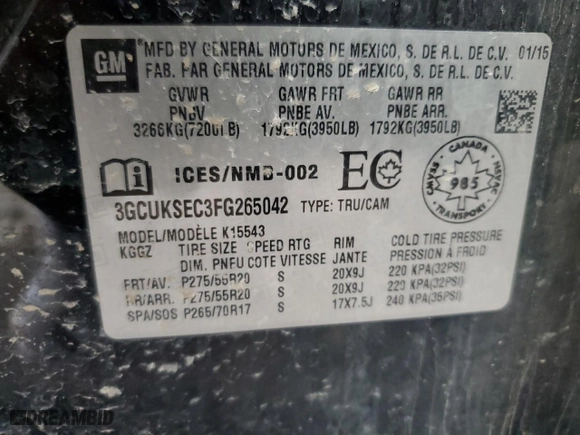 GM
MFD BY GENERAL MOTORS DE MEXICO, S. DE R.L. DE C.V. 01/15
FAB. PAR GENERAL MOTORS DE MEXICO, S. DE R.L. DE C.V.
GVWR GAWR FRT GAWR RR
PNBV PNBE AV. PNBE ARR.
3266KG(7200LB) 1792KG(3950LB) 1792KG(3950LB)
ICES/NMB-002 EC
CANADA
985
TRANSPORT
3GCUKSEC3FG265042 TYPE: TRU/CAM
MODEL/MODÈLE K15543
KGGZ TIRE SIZE SPEED RTG RIM COLD TIRE PRESSURE
DIM. PNEU COTE VITESSE JANTE PRESSION À FROID
FRT/AV. P275/55R20 S 20X9J 220 KPA(32PSI)
RR/ARR. P275/55R20 S 20X9J 220 KPA(32PSI)
SPA/SOS P265/70R17 S 17X7.5J 240 KPA(35PSI)
DREAMBID